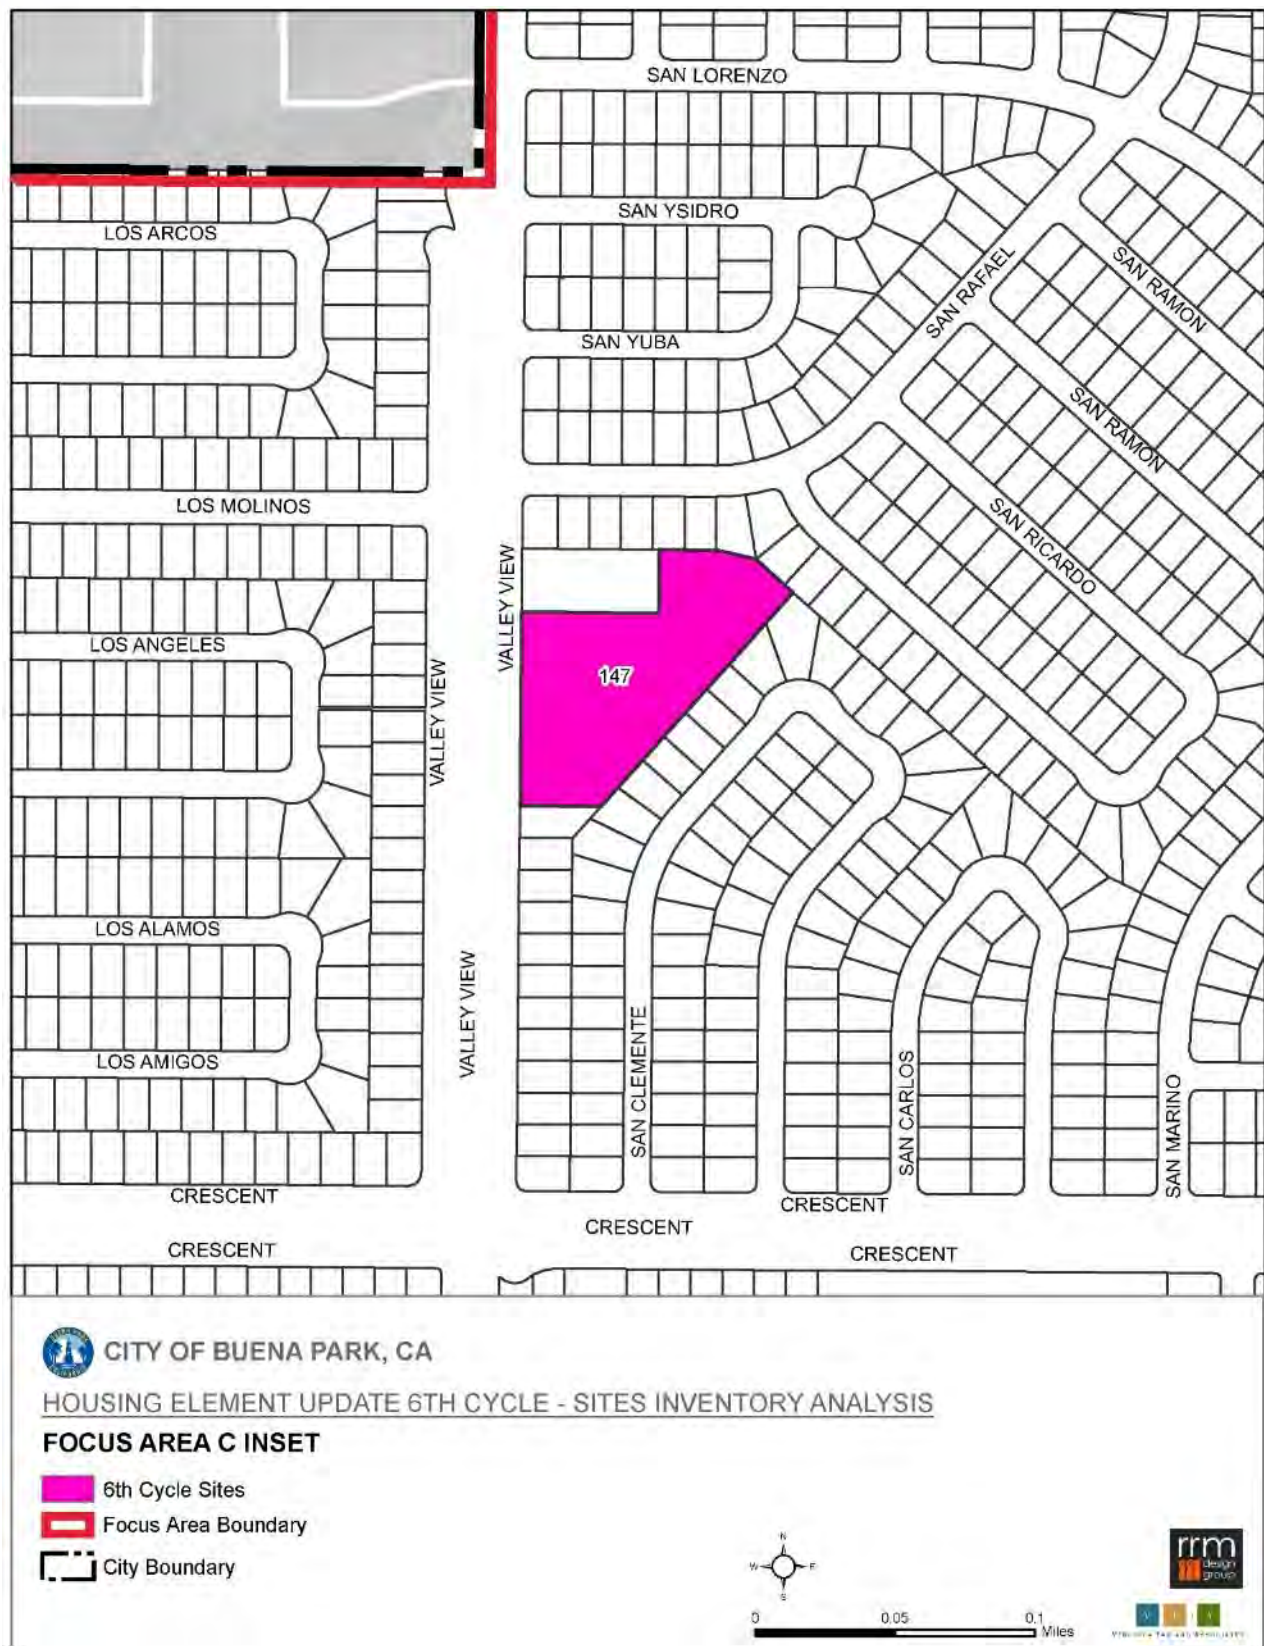 SAN LORENZO
SAN YSIDRO
LOS ARCOS
SAN RAFAEL
SAN RAMON
SAN YUBA
SAN RAMON
LOS MOLINOS
SAN RICARDO
VALLEY VIEW
LOS ANGELES
147
VALLEY VIEW
LOS ALAMOS
VALLEY VIEW
LOS AMIGOS
SAN CLEMENTE
SAN CARLOS
SAN MARINO
CRESCENT
CRESCENT
CRESCENT
CRESCENT
CRESCENT
CITY OF BUENA PARK, CA
HOUSING ELEMENT UPDATE 6TH CYCLE - SITES INVENTORY ANALYSIS
FOCUS AREA C INSET
6th Cycle Sites
Focus Area Boundary
City Boundary
N
W E
S
0 0.05 0.1
Miles
rrm
design
group